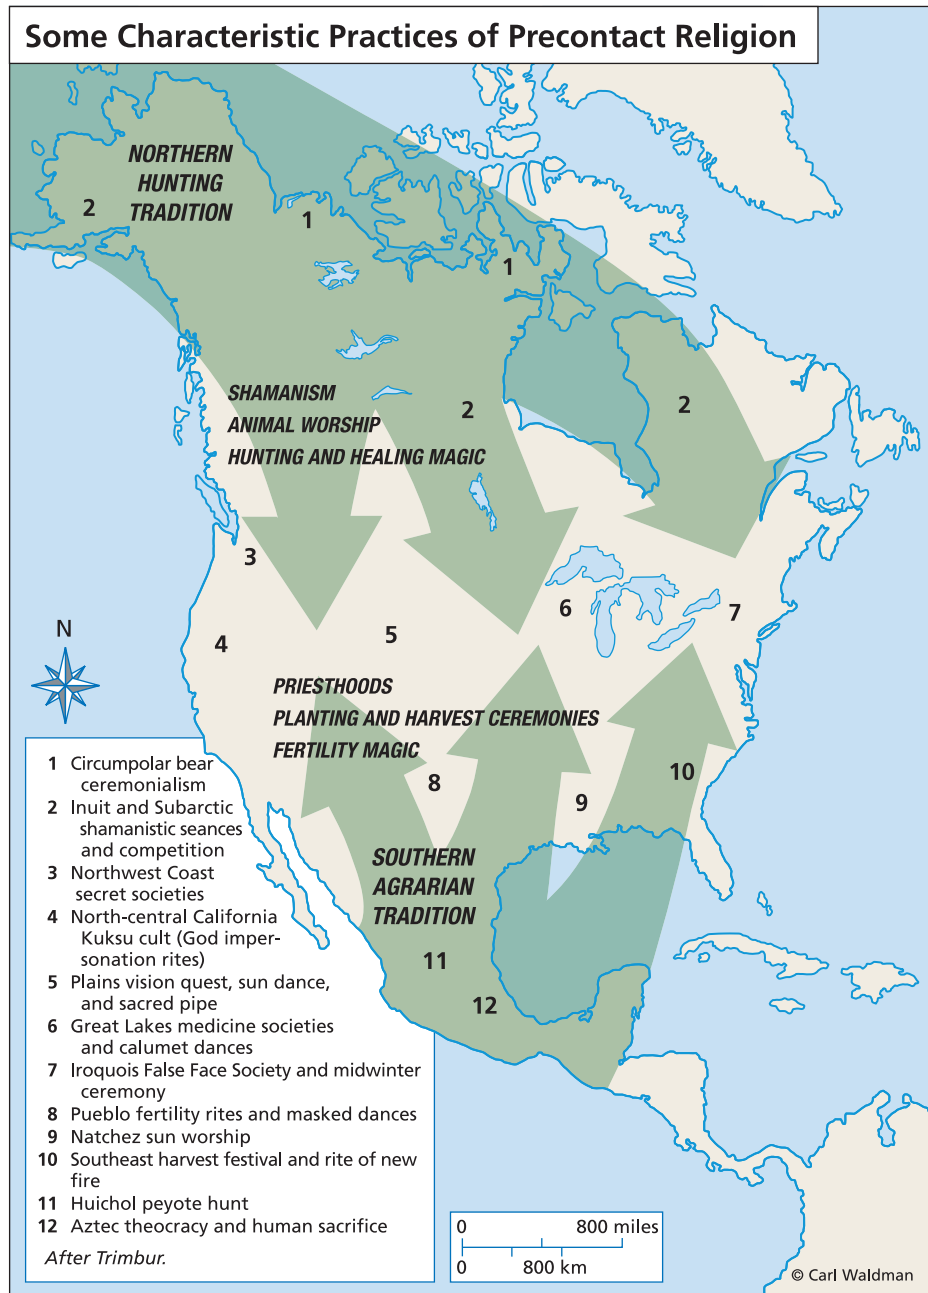 Some Characteristic Practices of Precontact Religion
NORTHERN
HUNTING
TRADITION
2
1
1
SHAMANISM
ANIMAL WORSHIP
HUNTING AND HEALING MAGIC
2
2
3
6
7
4
5
N
PRIESTHOODS
PLANTING AND HARVEST CEREMONIES
FERTILITY MAGIC
8
10
9
SOUTHERN
AGRARIAN
TRADITION
11
12
1 Circumpolar bear
ceremonialism
2 Inuit and Subarctic
shamanistic seances
and competition
3 Northwest Coast
secret societies
4 North-central California
Kuksu cult (God imper-
sonation rites)
5 Plains vision quest, sun dance,
and sacred pipe
6 Great Lakes medicine societies
and calumet dances
7 Iroquois False Face Society and midwinter
ceremony
8 Pueblo fertility rites and masked dances
9 Natchez sun worship
10 Southeast harvest festival and rite of new
fire
11 Huichol peyote hunt
12 Aztec theocracy and human sacrifice
After Trimbur.
0 800 miles
0 800 km
© Carl Waldman